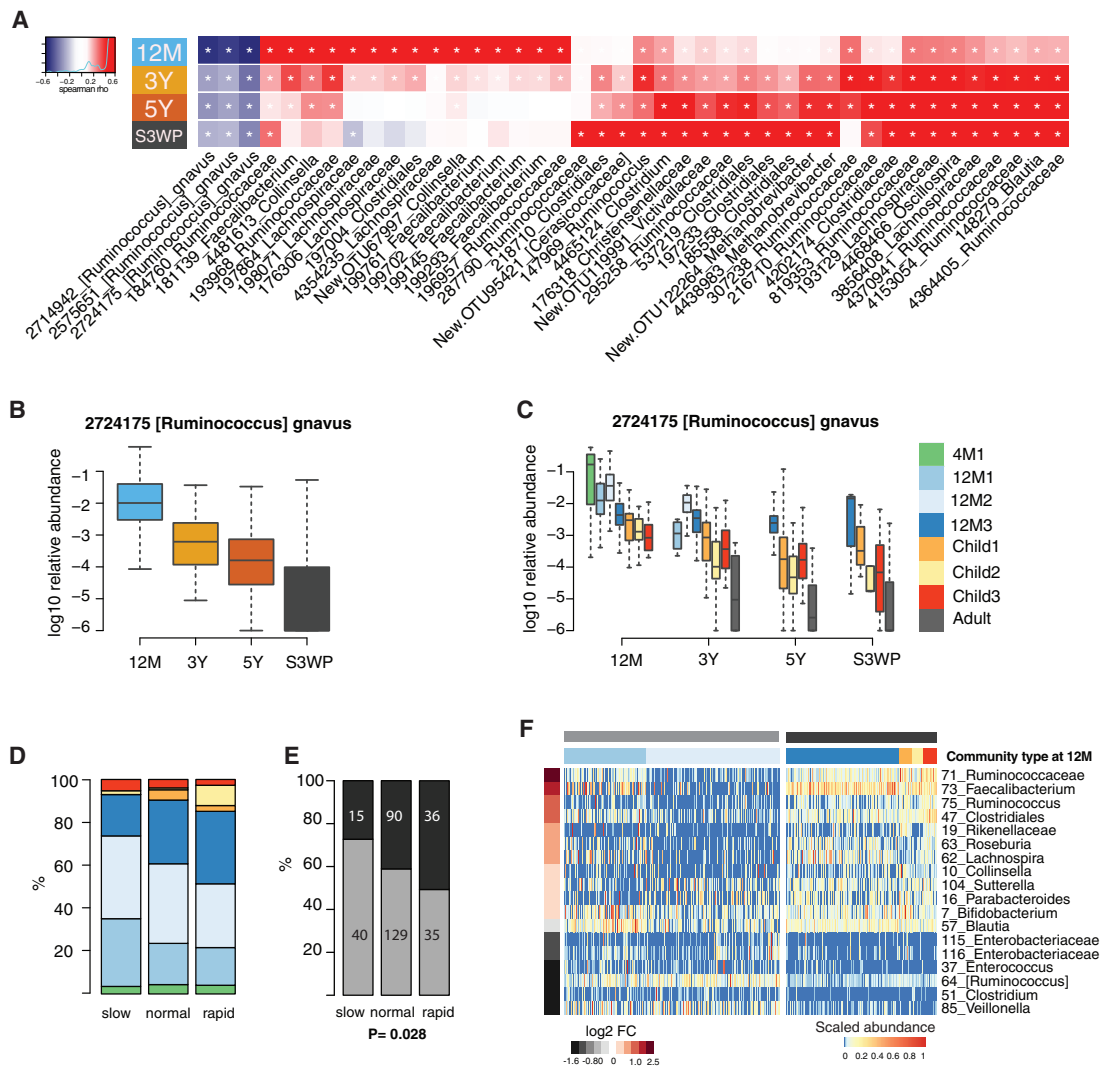 A
-0.6 -0.2 0.2 0.6
spearman rho
12M
3Y
5Y
S3WP
2714942_[Ruminococcus]_gnavus
2575651_[Ruminococcus]_gnavus
2724175_[Ruminococcus]_gnavus
184760_Ruminococcaceae
181139_Faecalibacterium
4481613_Collinsella
193968_Ruminococcaceae
197864_Lachnospiraceae
198071_Lachnospiraceae
176306_Lachnospiraceae
197004_Clostridiales
4354235_Lachnospiraceae
New.OTU67997_Collinsella
199761_Faecalibacterium
199702_Faecalibacterium
199145_Faecalibacterium
199293_Faecalibacterium
196957_Ruminococcaceae
287790_Ruminococcaceae
218710_Clostridiales
New.OTU95421_[Cerasicoccaceae]
147969_Ruminococcus
4465124_Clostridium
176318_Christensenellaceae
New.OTU119991_Victivallaceae
295258_Ruminococcaceae
537219_Clostridiales
197233_Clostridiales
185558_Clostridiales
New.OTU122264_Methanobrevibacter
4438983_Methanobrevibacter
307238_Ruminococcaceae
216710_Ruminococcaceae
4202174_Clostridiaceae
819353_Lachnospiraceae
193129_Lachnospiraceae
4468466_Oscillospira
3856408_Lachnospiraceae
4370941_Ruminococcaceae
4153054_Ruminococcaceae
148279_Blautia
4364405_Ruminococcaceae
B
2724175 [Ruminococcus] gnavus
log10 relative abundance
−1
−2
−3
−4
−5
−6
12M 3Y 5Y S3WP
C
2724175 [Ruminococcus] gnavus
log10 relative abundance
−1
−2
−3
−4
−5
−6
12M 3Y 5Y S3WP
4M1
12M1
12M2
12M3
Child1
Child2
Child3
Adult
D
%
100
80
60
40
20
slow normal rapid
E
%
100
80
60
40
20
15 90 36
40 129 35
slow normal rapid
P= 0.028
F
Community type at 12M
71_Ruminococcaceae
73_Faecalibacterium
75_Ruminococcus
47_Clostridiales
19_Rikenellaceae
63_Roseburia
62_Lachnospira
10_Collinsella
104_Sutterella
16_Parabacteroides
7_Bifidobacterium
57_Blautia
115_Enterobacteriaceae
116_Enterobacteriaceae
37_Enterococcus
64_[Ruminococcus]
51_Clostridium
85_Veillonella
log2 FC
-1.6 -0.80 0 1.0 2.5
Scaled abundance
0 0.2 0.4 0.6 0.8 1